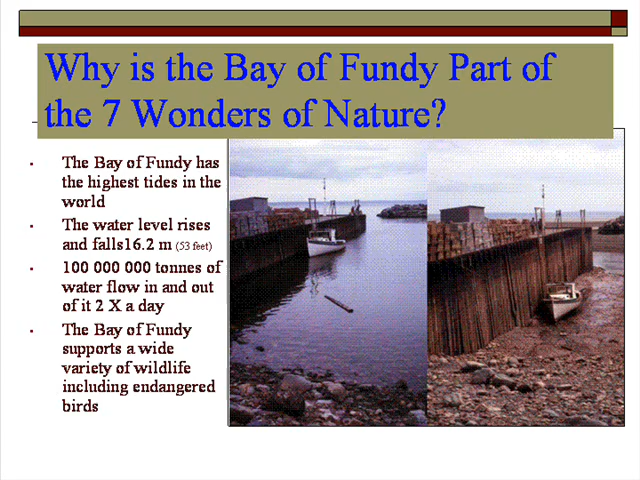 Why is the Bay of Fundy Part of
the 7 Wonders of Nature?
The Bay of Fundy has
the highest tides in the
world
The water level rises
and falls16.2 m (53 feet)
100 000 000 tonnes of
water flow in and out
of it 2 X a day
The Bay of Fundy
supports a wide
variety of wildlife
including endangered
birds